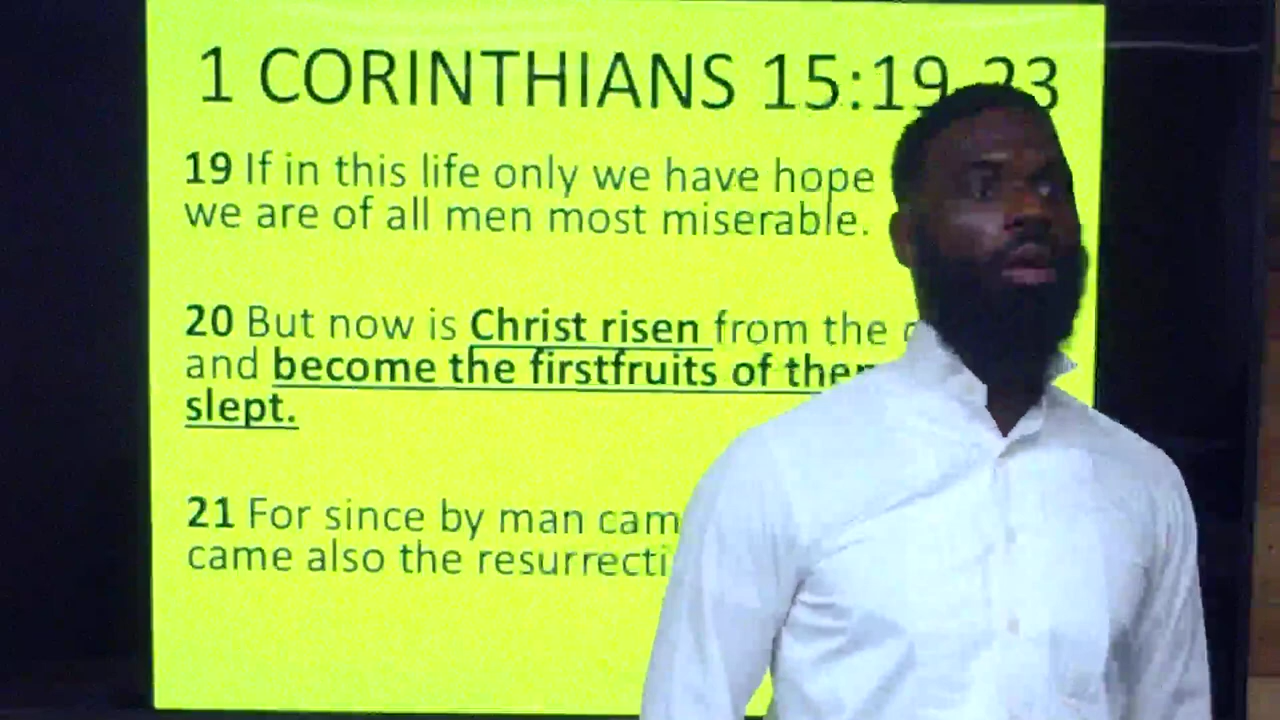 1 CORINTHIANS 15:19-23
19 If in this life only we have hope
we are of all men most miserable.
20 But now is Christ risen from the
and become the firstfruits of
slept.
21 For since by man
came also the